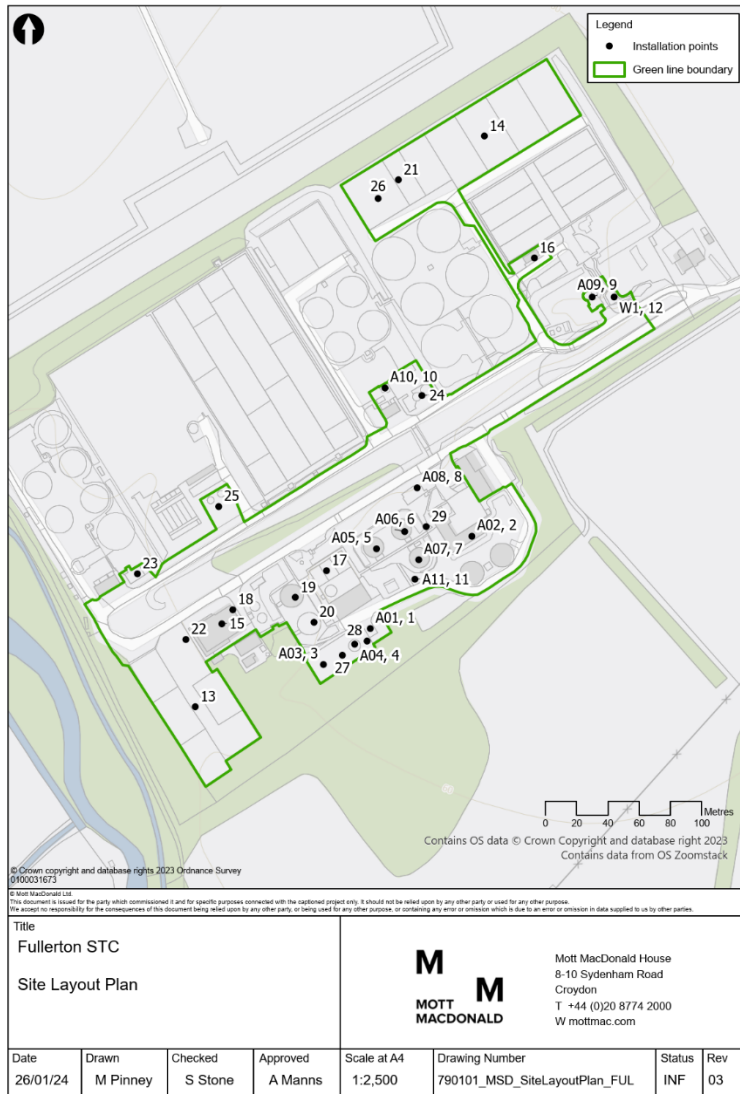 Legend
Installation points
Green line boundary
14
21
26
16
A09, 9
W1, 12
A10, 10
24
25
A08, 8
A06, 6
29
A02, 2
A05, 5
A07, 7
23
17
A11, 11
18
19
15
20
A01, 1
22
28
A03, 3
A04, 4
27
13
Metres
0 20 40 60 80 100
Contains OS data © Crown Copyright and database right 2023
Contains data from OS Zoomstack
© Crown copyright and database rights 2023 Ordnance Survey
0100031673
© Mott MacDonald Ltd.
This document is issued for the party which commissioned it and for specific purposes connected with the captioned project only. It should not be relied upon by any other party or used for any other purpose.
We accept no responsibility for the consequences of this document being relied upon by any other party, or being used for any other purpose, or containing any error or omission which is due to an error or omission in data supplied to us by other parties.
Title
Fullerton STC
Site Layout Plan
M
M
MOTT
MACDONALD
Mott MacDonald House
8-10 Sydenham Road
Croydon
T +44 (0)20 8774 2000
W mottmac.com
Date Drawn Checked Approved Scale at A4 Drawing Number Status Rev
26/01/24 M Pinney S Stone A Manns 1:2,500 790101_MSD_SiteLayoutPlan_FUL INF 03